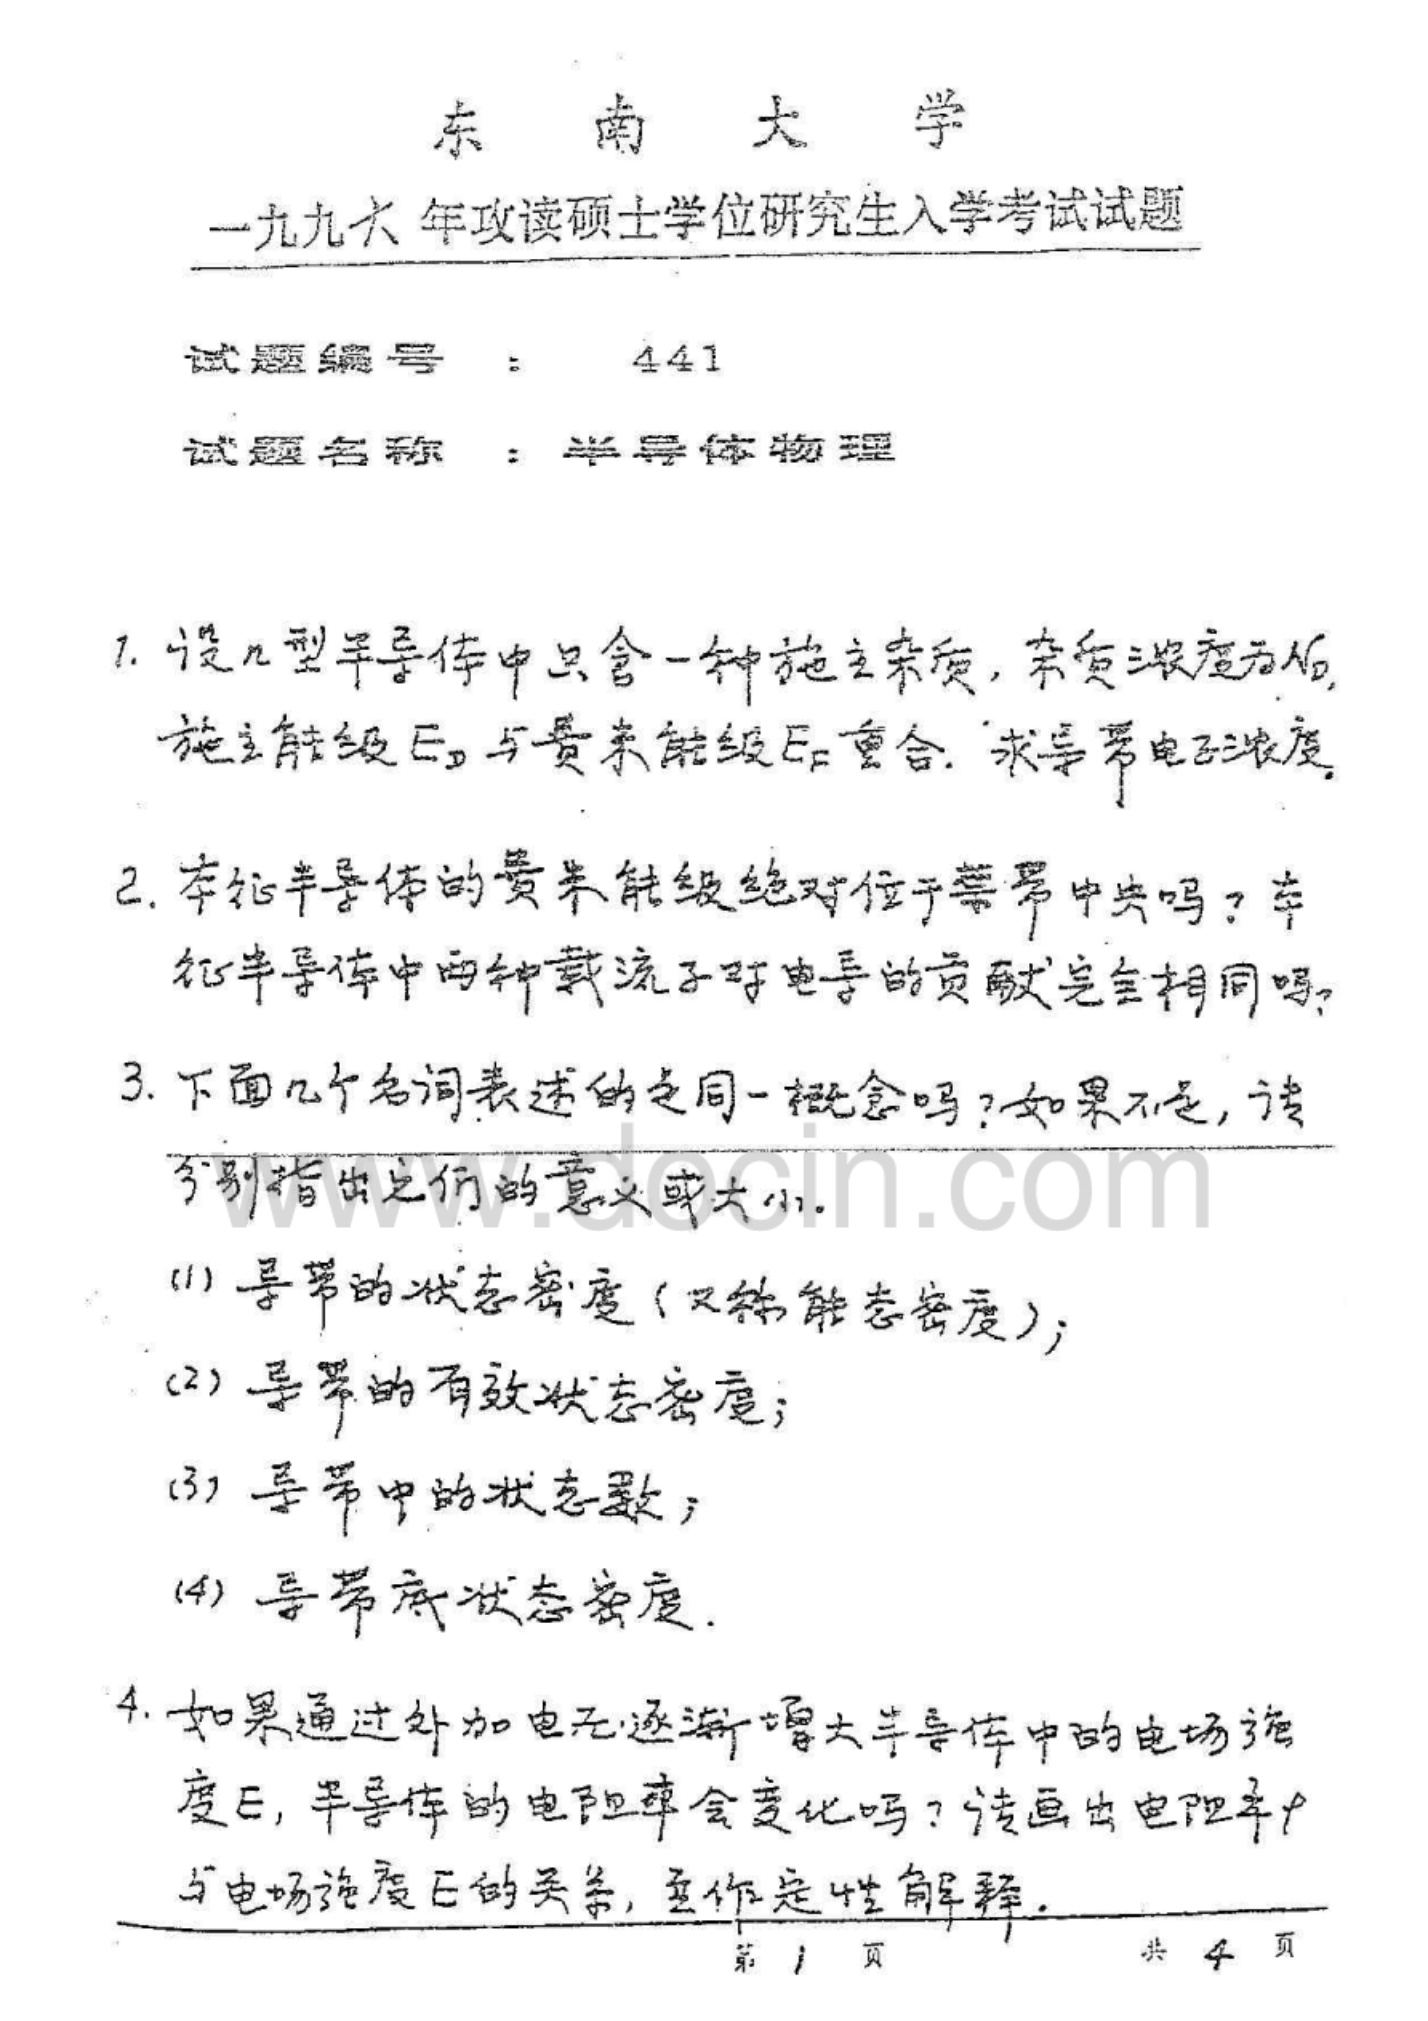 东 南 大 学
一九九六年攻读硕士学位研究生入学考试试题
试题编号 : 441
试题名称 : 半导体物理
1. 设n型半导体中只含一种施主杂质, 杂质浓度为N_D,
施主能级E_D与费米能级E_F重合. 求导带电子浓度.
2. 本征半导体的费米能级绝对位于禁带中央吗? 本
征半导体中两种载流子对电导的贡献完全相同吗?
3. 下面几个名词表述的是同一概念吗? 如果不是, 请
分别指出它们的意义或大小.
www.docin.com
(1) 导带的状态密度(又称能态密度);
(2) 导带的有效状态密度;
(3) 导带中的状态数;
(4) 导带底状态密度.
4. 如果通过外加电压逐渐增大半导体中的电场强
度E, 半导体的电阻率会变化吗? 请画出电阻率ρ
与电场强度E的关系, 并作定性解释.
第 1 页 共 4 页